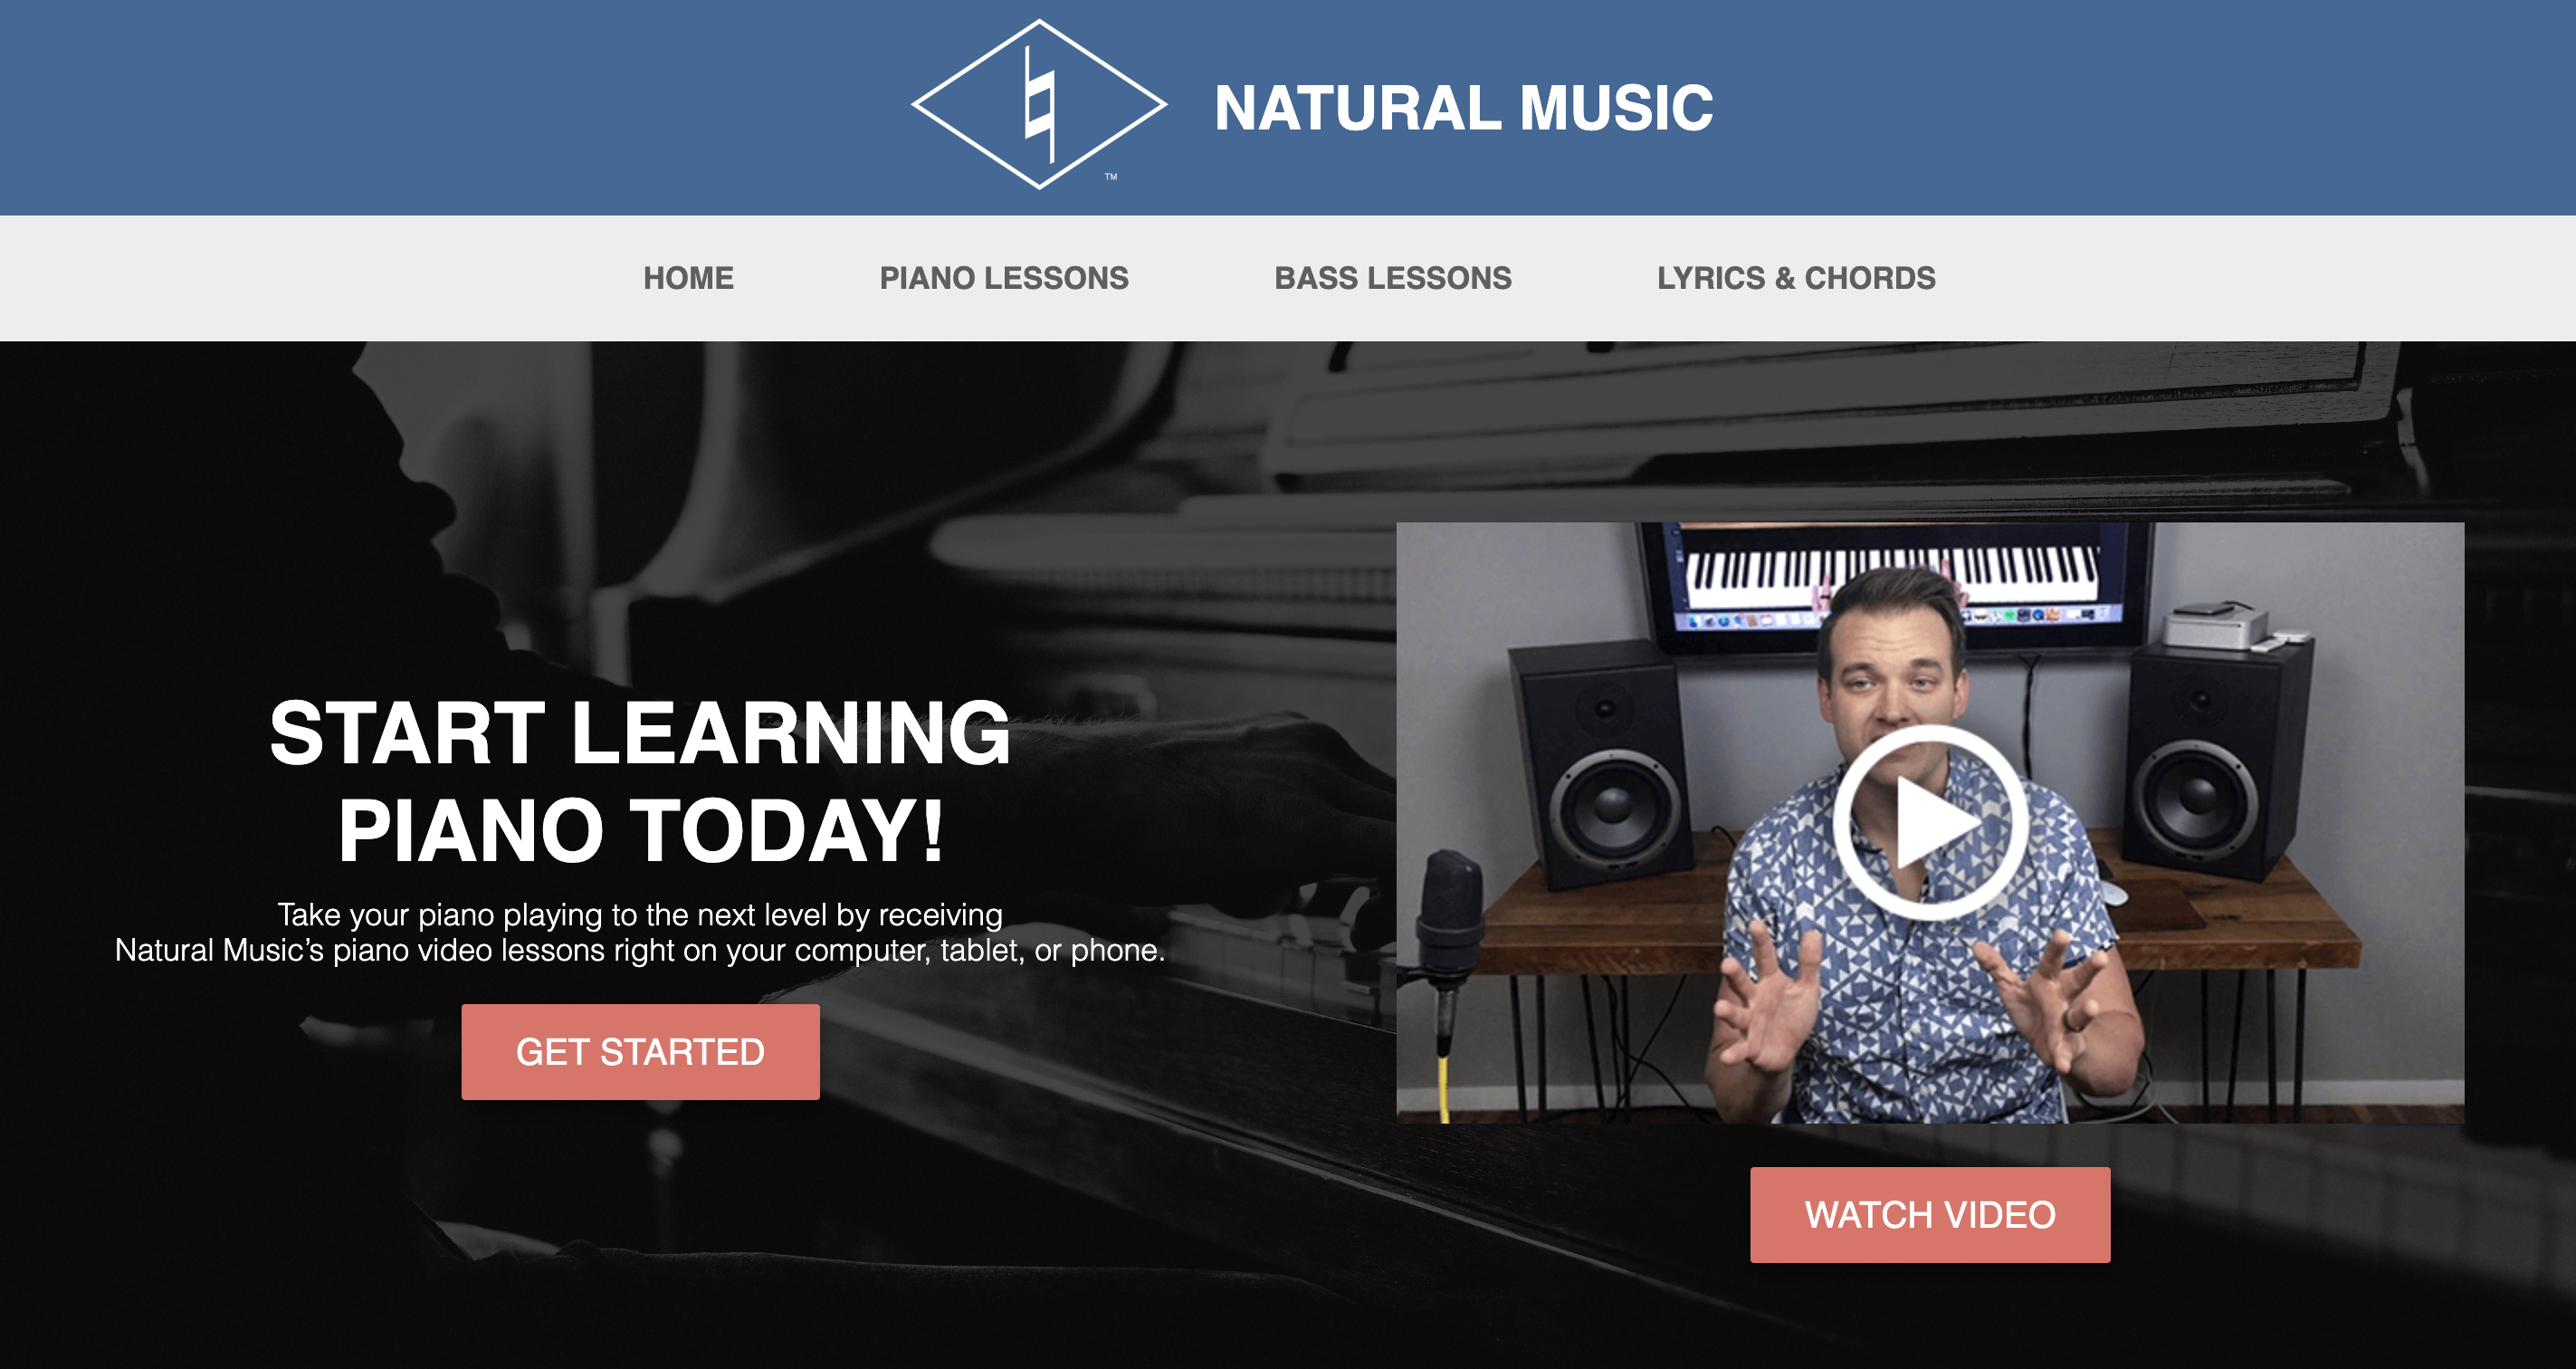 NATURAL MUSIC
TM
HOME
PIANO LESSONS
BASS LESSONS
LYRICS & CHORDS
START LEARNING
PIANO TODAY!
Take your piano playing to the next level by receiving
Natural Music’s piano video lessons right on your computer, tablet, or phone.
GET STARTED
WATCH VIDEO